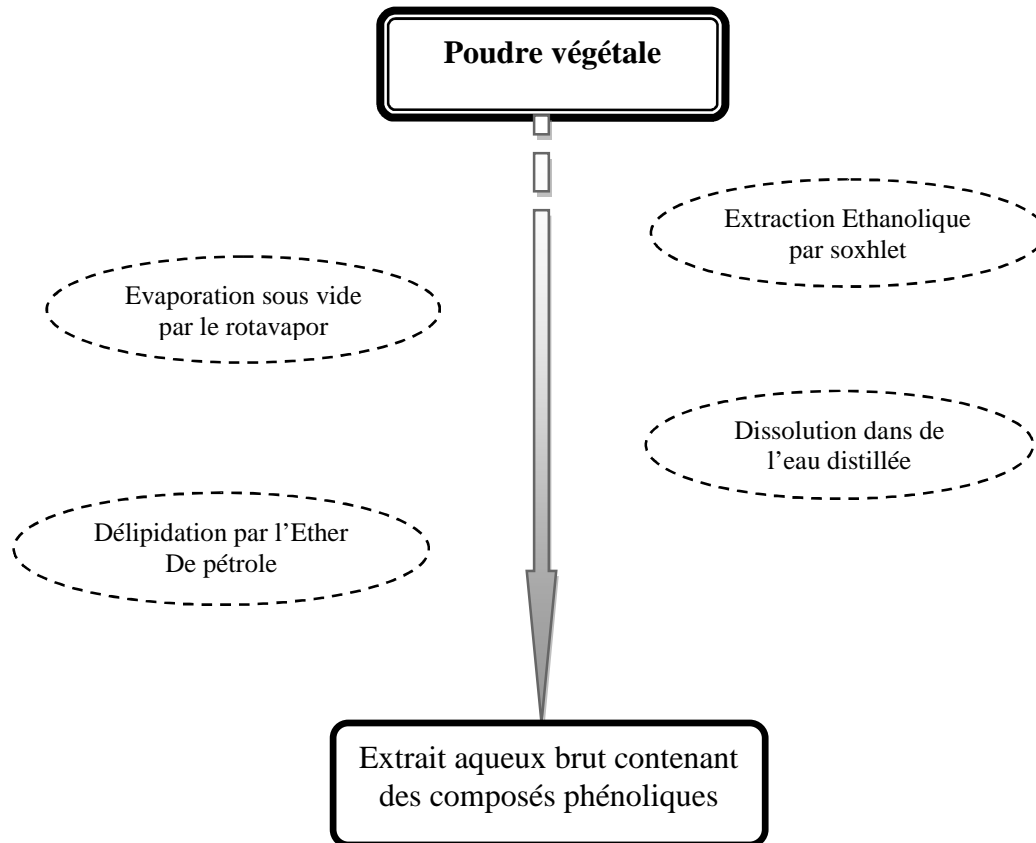 Poudre végétale
Extraction Ethanolique
par soxhlet
Evaporation sous vide
par le rotavapor
Dissolution dans de
l’eau distillée
Délipidation par l’Ether
De pétrole
Extrait aqueux brut contenant
des composés phénoliques